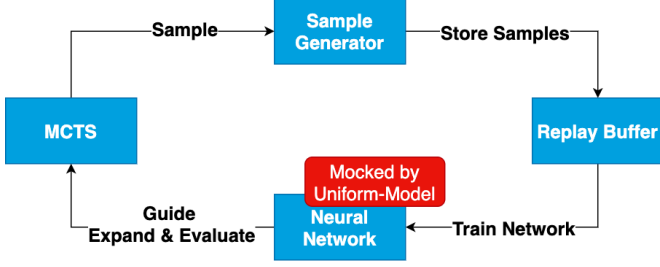 Sample
Sample
Generator
Store Samples
MCTS
Replay Buffer
Mocked by
Uniform-Model
Guide
Expand & Evaluate
Neural
Network
Train Network